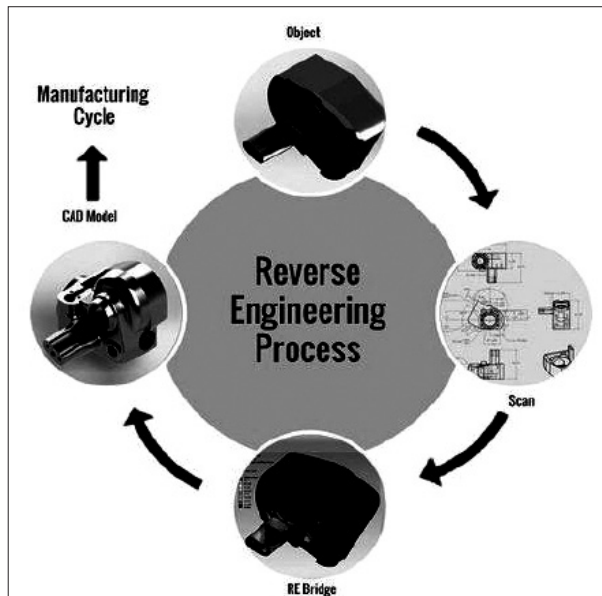 Object
Manufacturing
Cycle
CAD Model
Reverse
Engineering
Process
Scan
RE Bridge